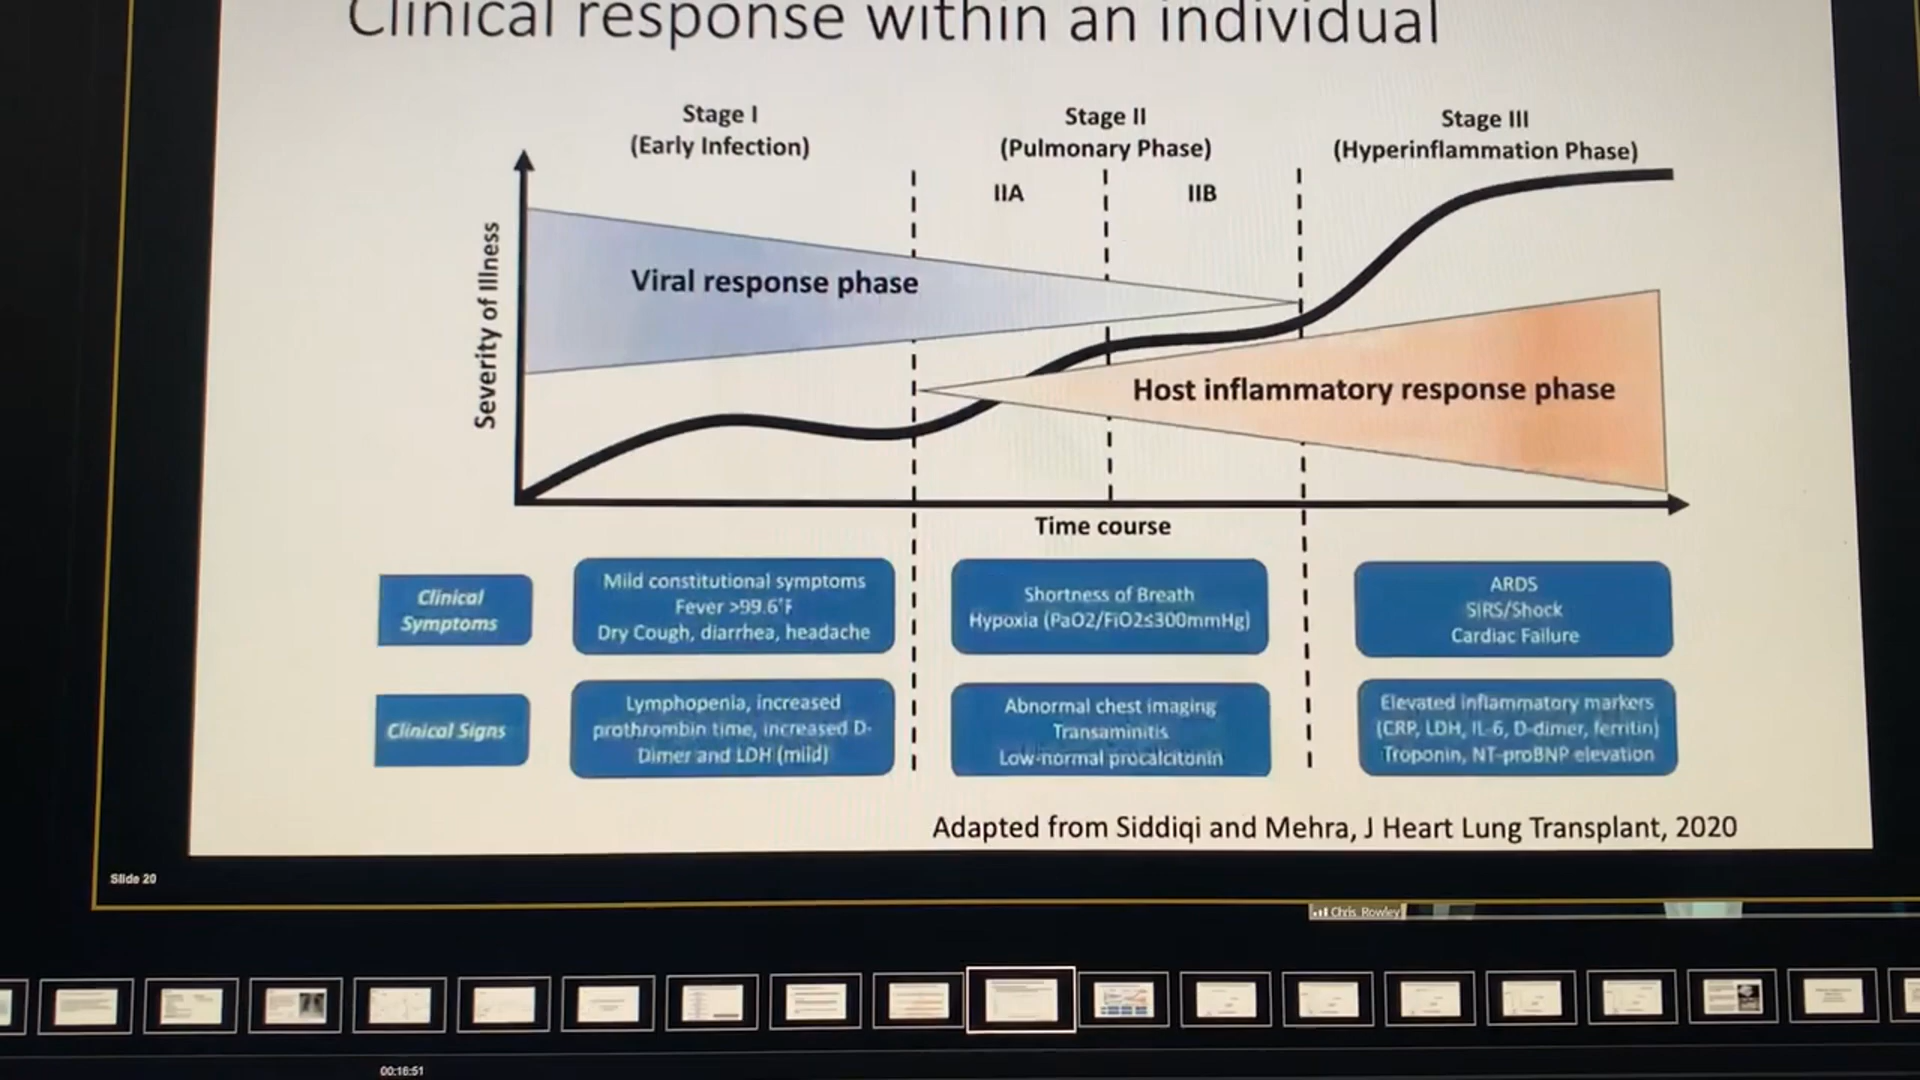 Clinical response within an individual
Stage I
(Early Infection)
Stage II
(Pulmonary Phase)
Stage III
(Hyperinflammation Phase)
IIA
IIB
Severity of Illness
Viral response phase
Host inflammatory response phase
Time course
Clinical
Symptoms
Mild constitutional symptoms
Fever >99.6°F
Dry Cough, diarrhea, headache
Shortness of Breath
Hypoxia (PaO2/FiO2≤300mmHg)
ARDS
SIRS/Shock
Cardiac Failure
Clinical Signs
Lymphopenia, increased
prothrombin time, increased D-
Dimer and LDH (mild)
Abnormal chest imaging
Transaminitis
Low-normal procalcitonin
Elevated inflammatory markers
(CRP, LDH, IL-6, D-dimer, ferritin)
Troponin, NT-proBNP elevation
Adapted from Siddiqi and Mehra, J Heart Lung Transplant, 2020
Slide 20
Chris Rowley
00:16:51